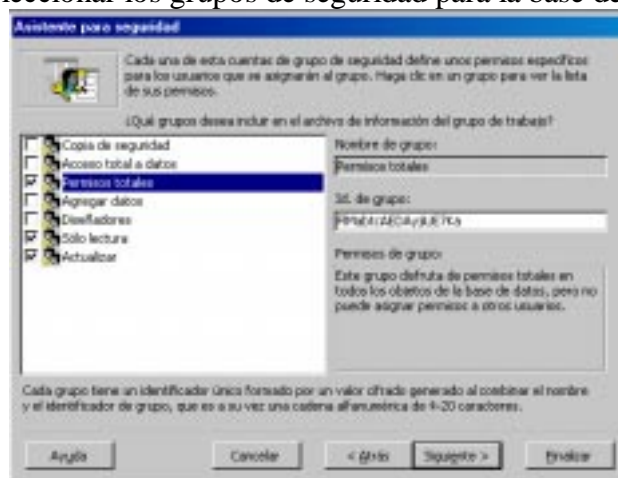 eccionar los grupos de seguridad para la base de
Asistente para seguridad
Cada una de esta cuentas de grupo de seguridad define unos permisos específicos
para los usuarios que se asignarán al grupo. Haga clic en un grupo para ver la lista
de sus permisos.
¿Qué grupos desea incluir en el archivo de información del grupo de trabajo?
Copia de seguridad
Acceso total a datos
Permisos totales
Agregar datos
Diseñadores
Sólo lectura
Actualizar
Nombre de grupo:
Permisos totales
Id. de grupo:
Permisos de grupo:
Este grupo disfruta de permisos totales en
todos los objetos de la base de datos, pero no
puede asignar permisos a otros usuarios.
Cada grupo tiene un identificador único formado por un valor cifrado generado al combinar el nombre
y el identificador de grupo, que es a su vez una cadena alfanumérica de 4-20 caracteres.
Ayuda
Cancelar
< Atrás
Siguiente >
Finalizar